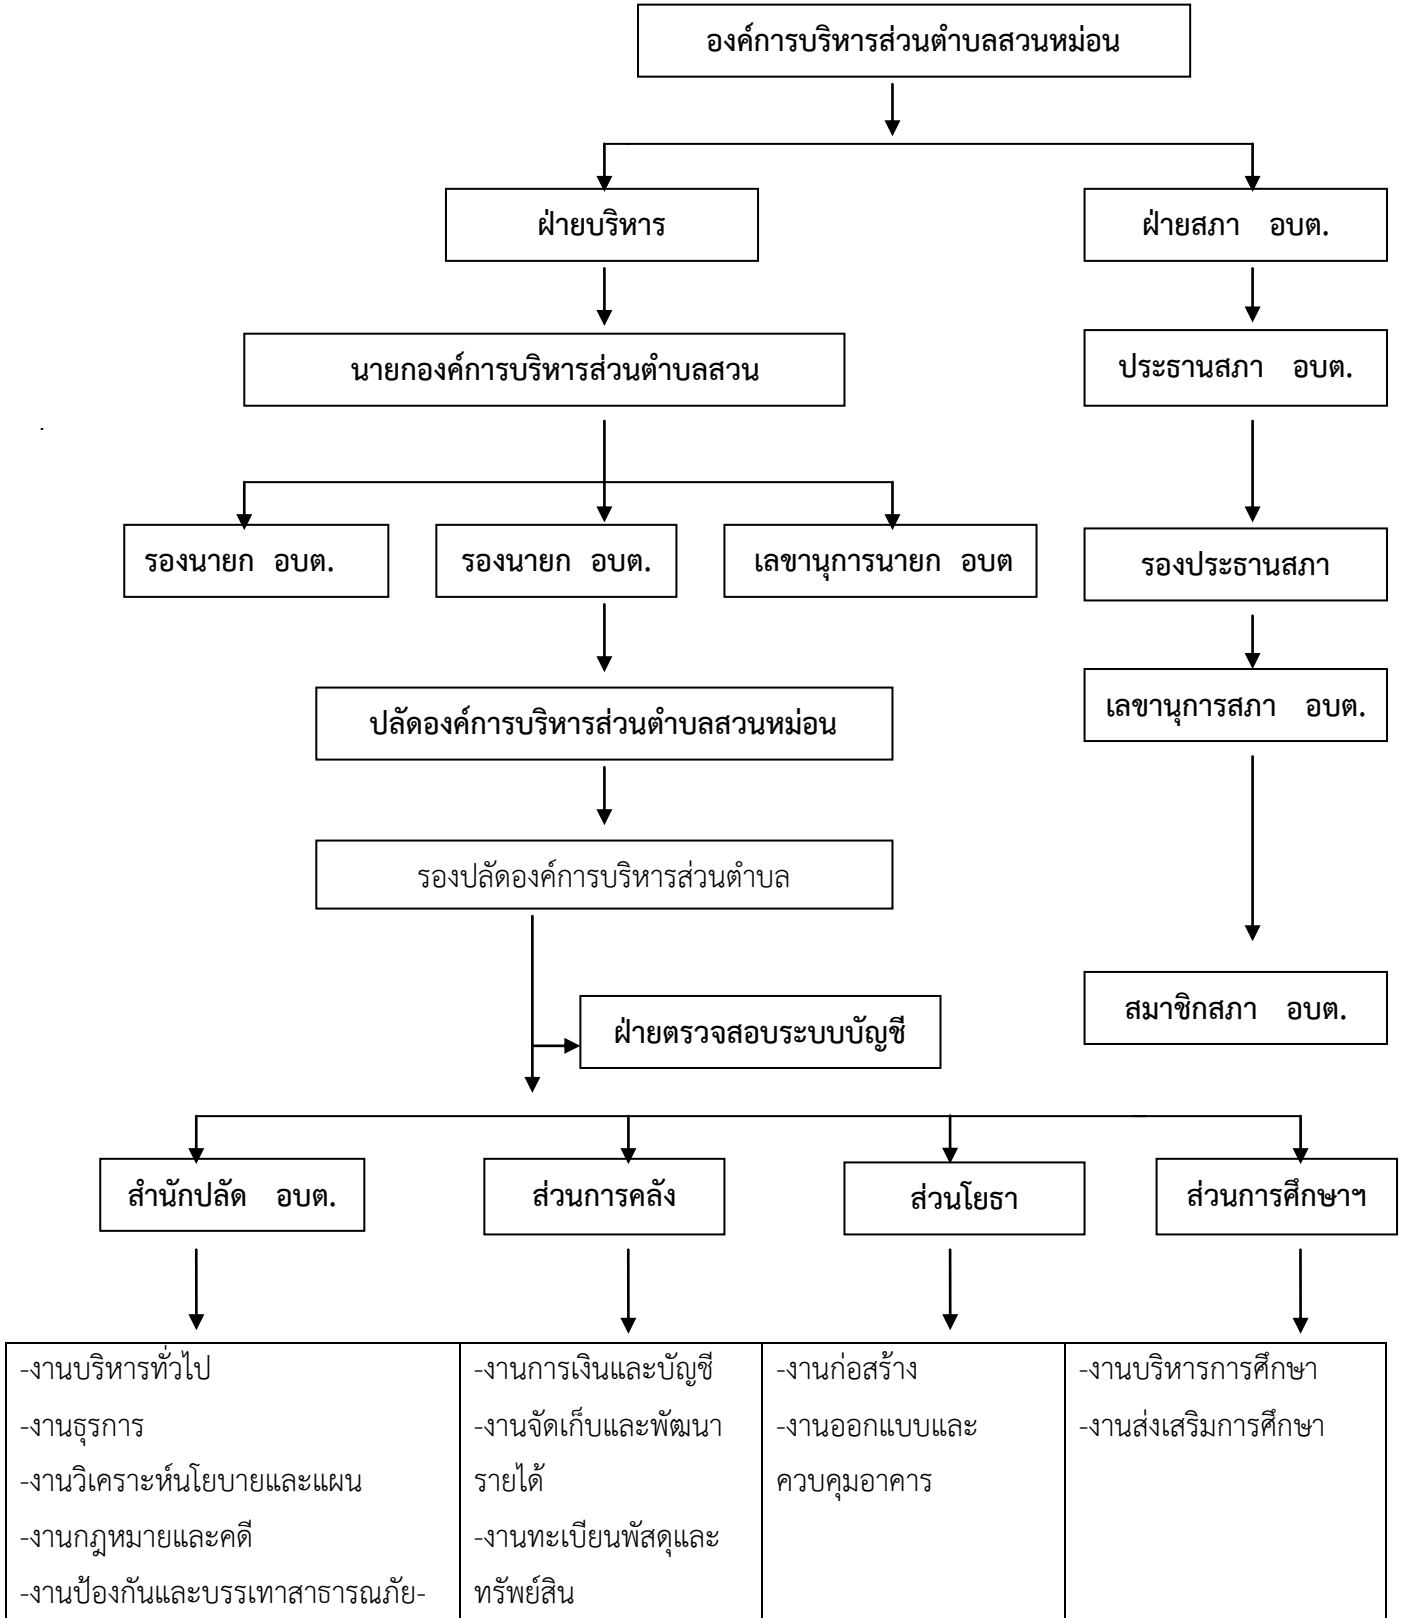 องค์การบริหารส่วนตำบลสวนหม่อน
ฝ่ายบริหาร
ฝ่ายสภา อบต.
นายกองค์การบริหารส่วนตำบลสวน
ประธานสภา อบต.
รองนายก อบต.
รองนายก อบต.
เลขานุการนายก อบต
รองประธานสภา
ปลัดองค์การบริหารส่วนตำบลสวนหม่อน
เลขานุการสภา อบต.
รองปลัดองค์การบริหารส่วนตำบล
สมาชิกสภา อบต.
ฝ่ายตรวจสอบระบบบัญชี
สำนักปลัด อบต.
ส่วนการคลัง
ส่วนโยธา
ส่วนการศึกษาฯ
-งานบริหารทั่วไป
-งานธุรการ
-งานวิเคราะห์นโยบายและแผน
-งานกฎหมายและคดี
-งานป้องกันและบรรเทาสาธารณภัย-
-งานการเงินและบัญชี
-งานจัดเก็บและพัฒนา
รายได้
-งานทะเบียนพัสดุและ
ทรัพย์สิน
-งานก่อสร้าง
-งานออกแบบและ
ควบคุมอาคาร
-งานบริหารการศึกษา
-งานส่งเสริมการศึกษา